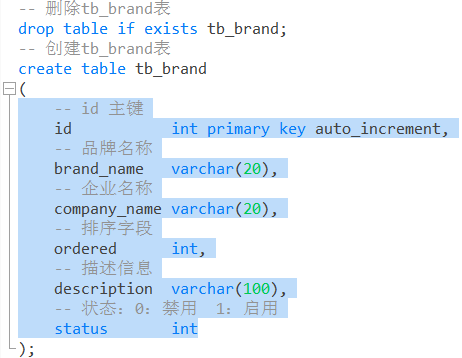 -- 删除tb_brand表
drop table if exists tb_brand;
-- 创建tb_brand表
create table tb_brand
(
-- id 主键
id int primary key auto_increment,
-- 品牌名称
brand_name varchar(20),
-- 企业名称
company_name varchar(20),
-- 排序字段
ordered int,
-- 描述信息
description varchar(100),
-- 状态：0：禁用 1：启用
status int
);